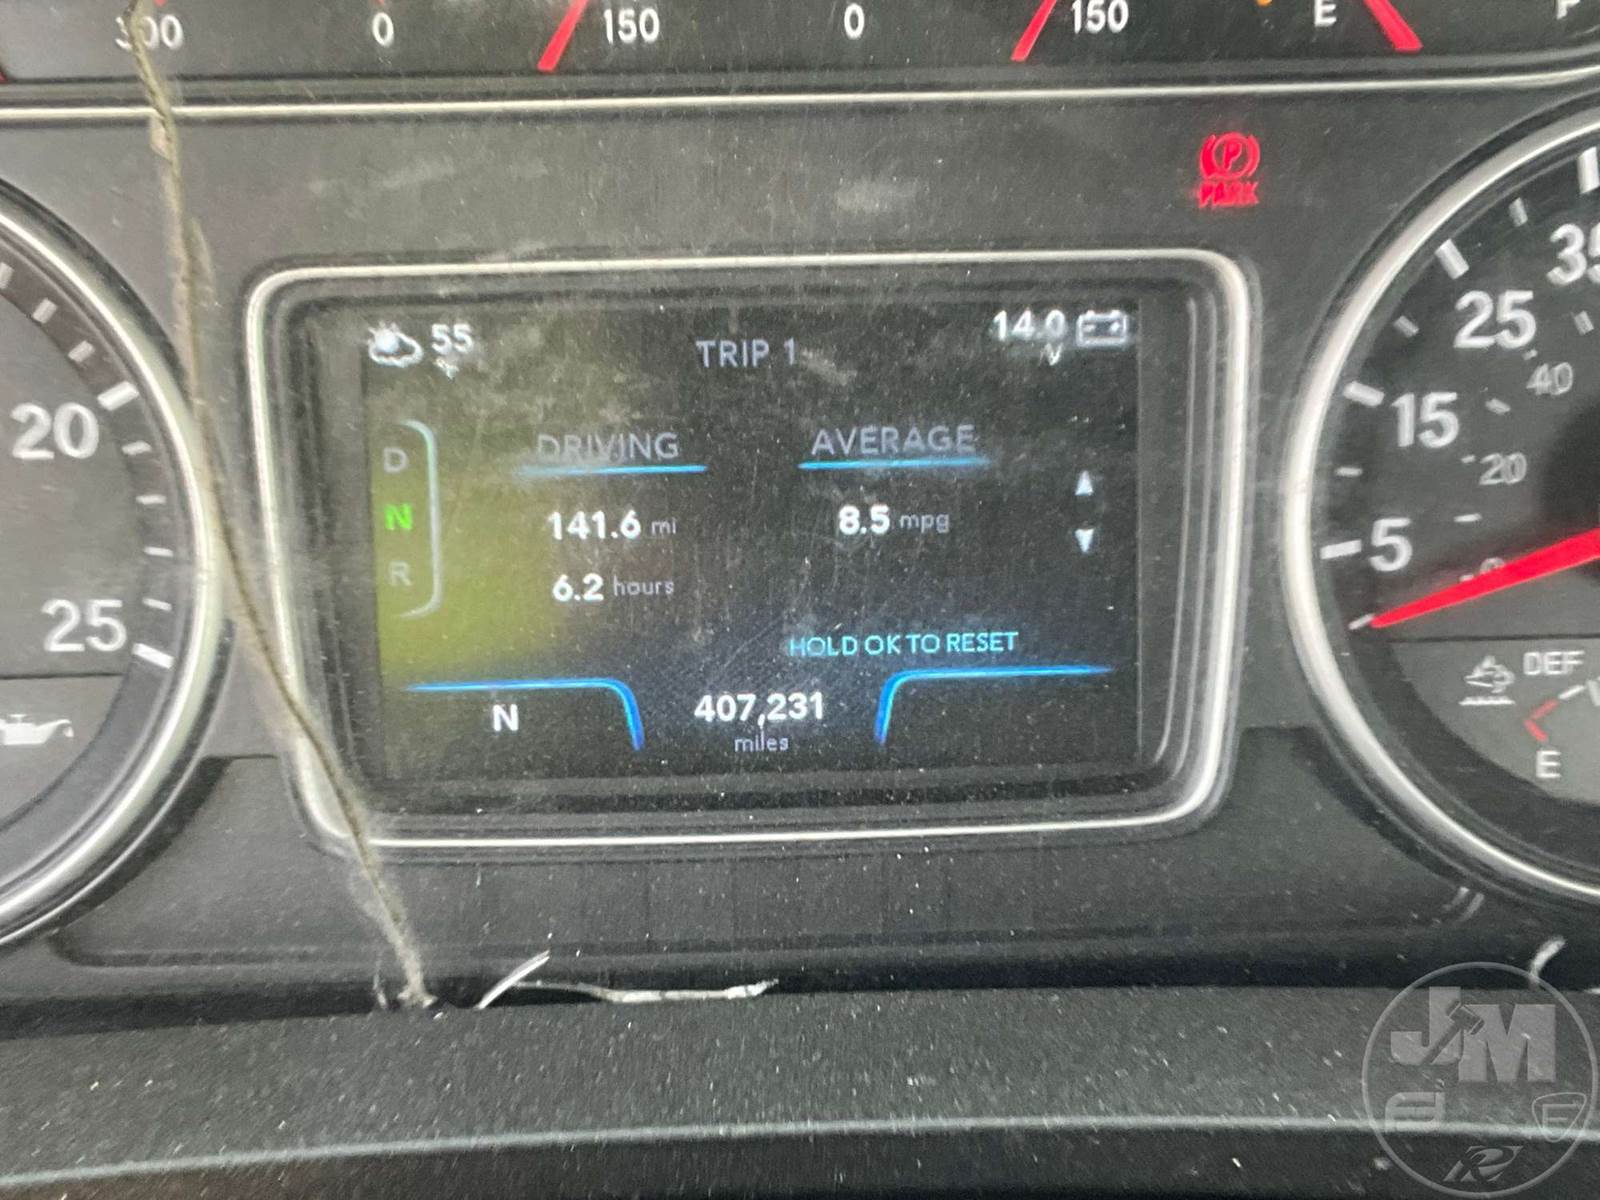 300 0 150 0 150 E F
PARK
55 °F TRIP 1 14.0 V
D
N
R
DRIVING AVERAGE
141.6 mi 8.5 mpg
6.2 hours
HOLD OK TO RESET
N 407,231
miles
20
25
35
25
40
15
20
5
0
DEF
E
JM